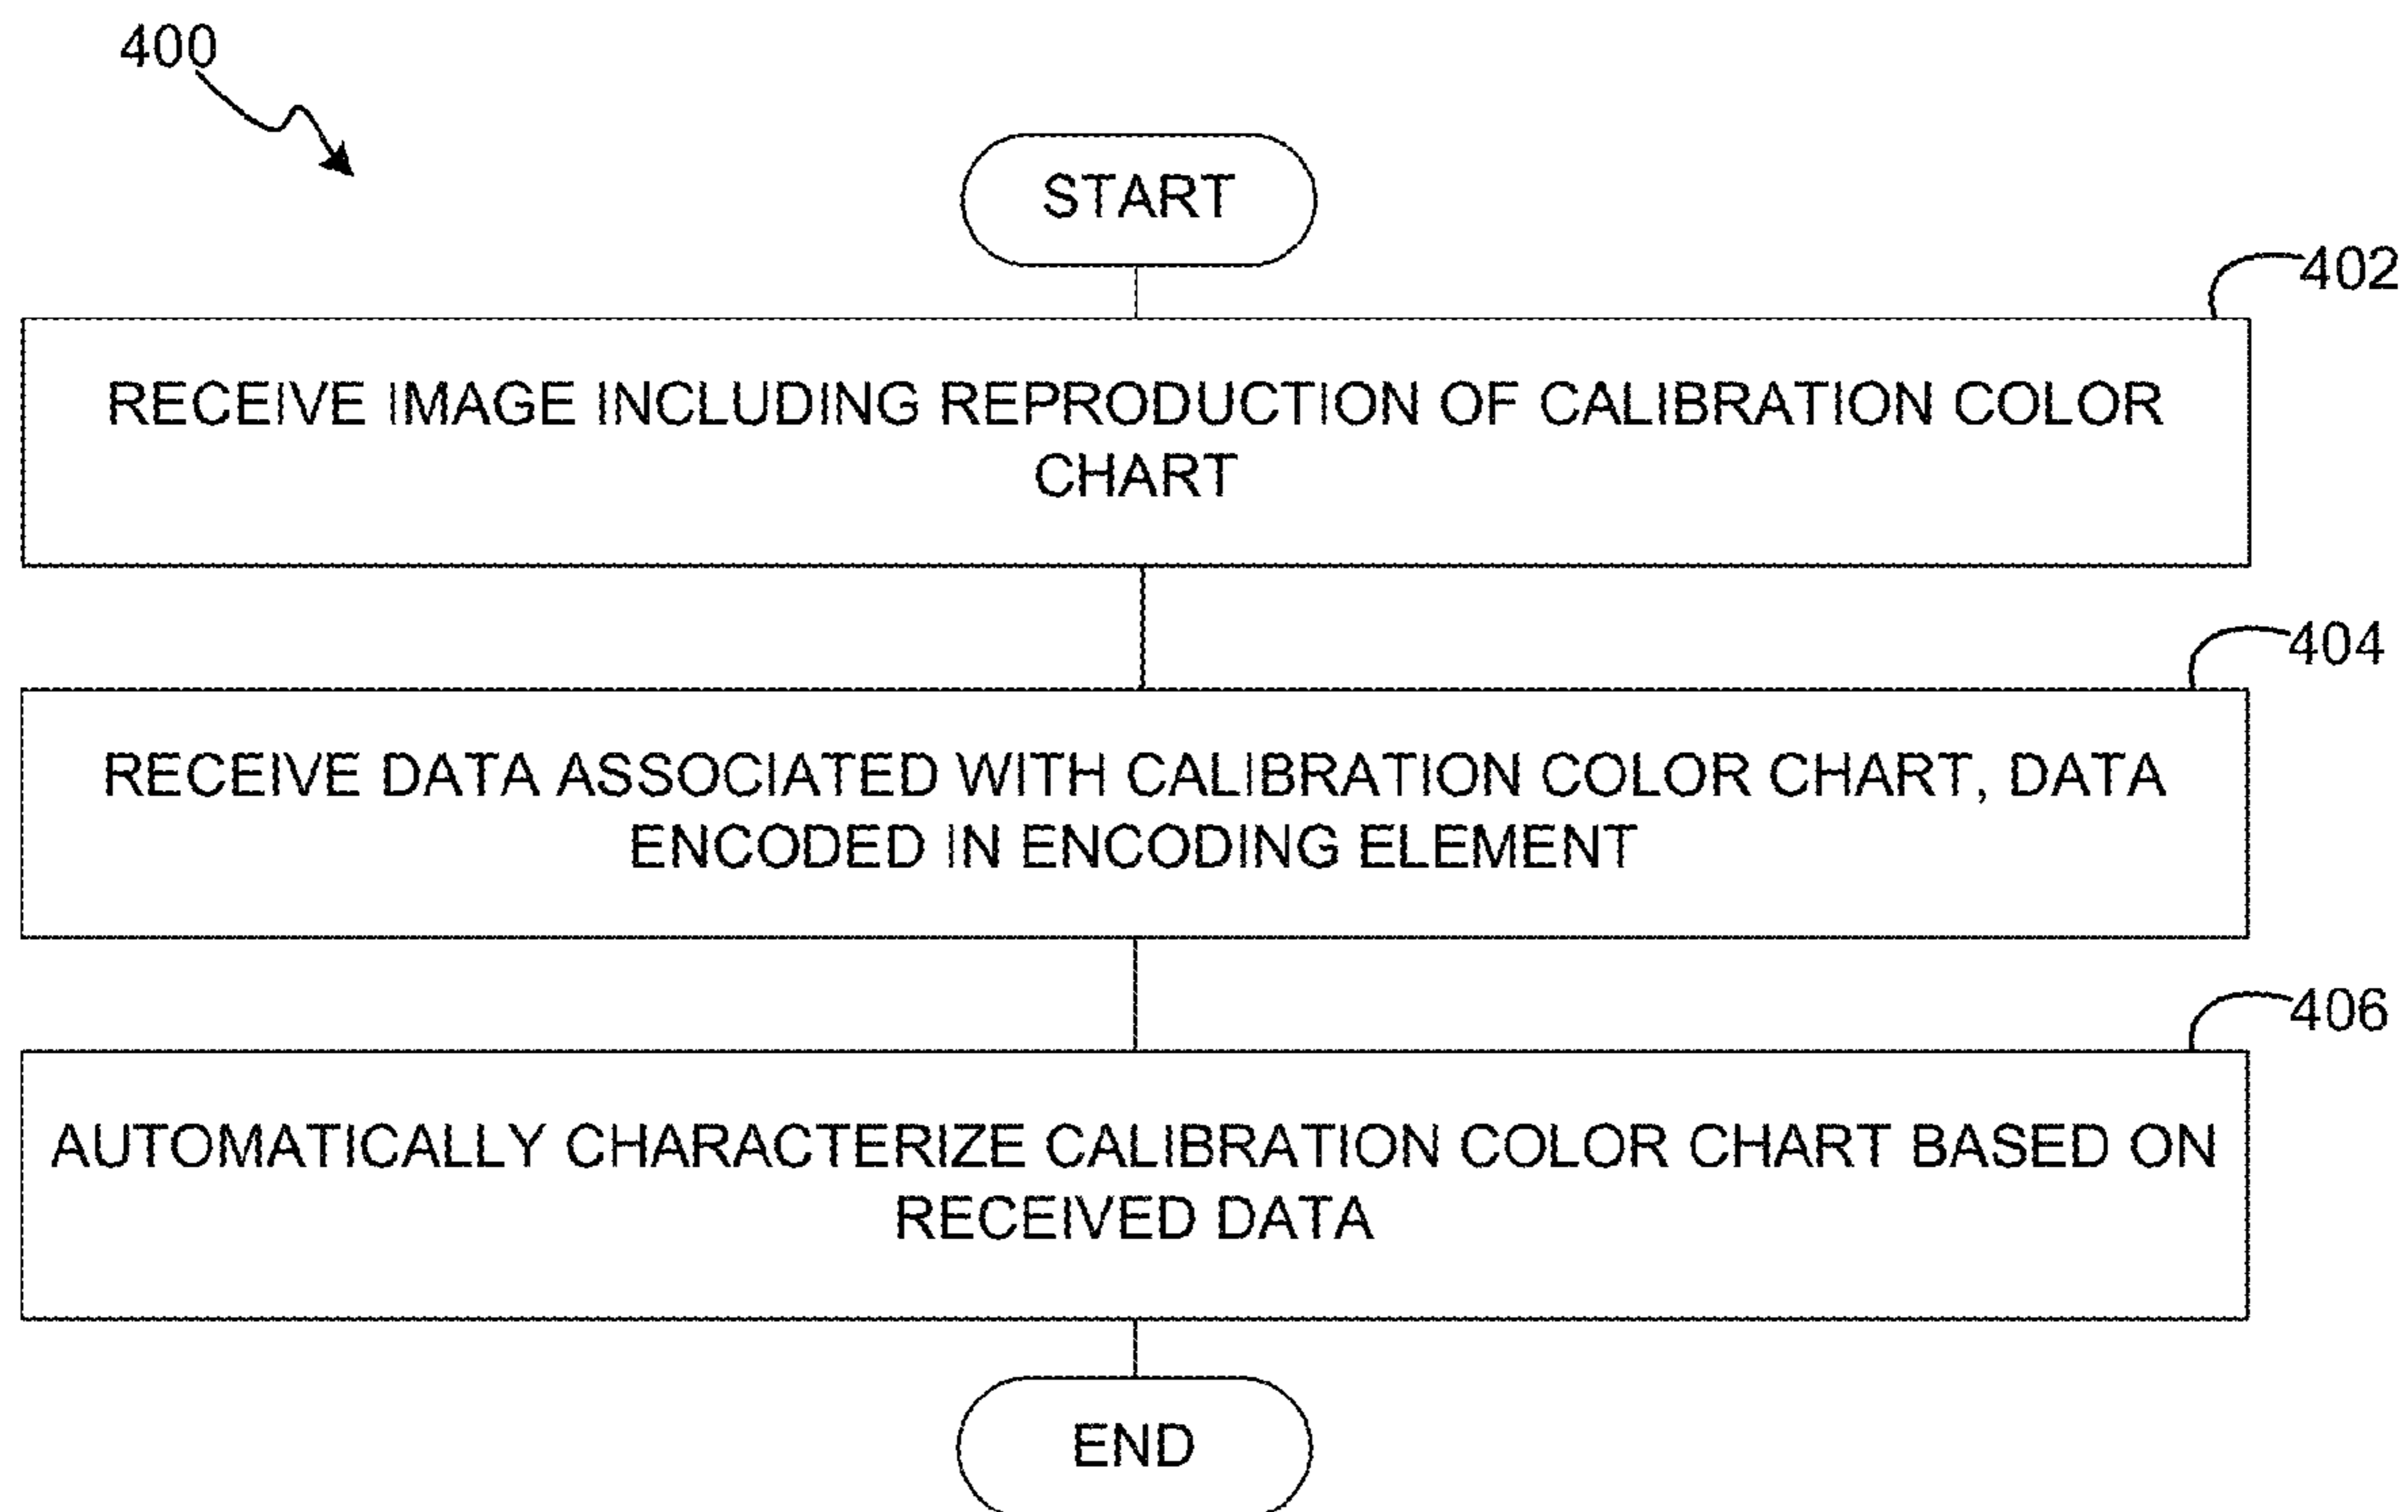 400
START
402
RECEIVE IMAGE INCLUDING REPRODUCTION OF CALIBRATION COLOR
CHART
404
RECEIVE DATA ASSOCIATED WITH CALIBRATION COLOR CHART, DATA
ENCODED IN ENCODING ELEMENT
406
AUTOMATICALLY CHARACTERIZE CALIBRATION COLOR CHART BASED ON
RECEIVED DATA
END